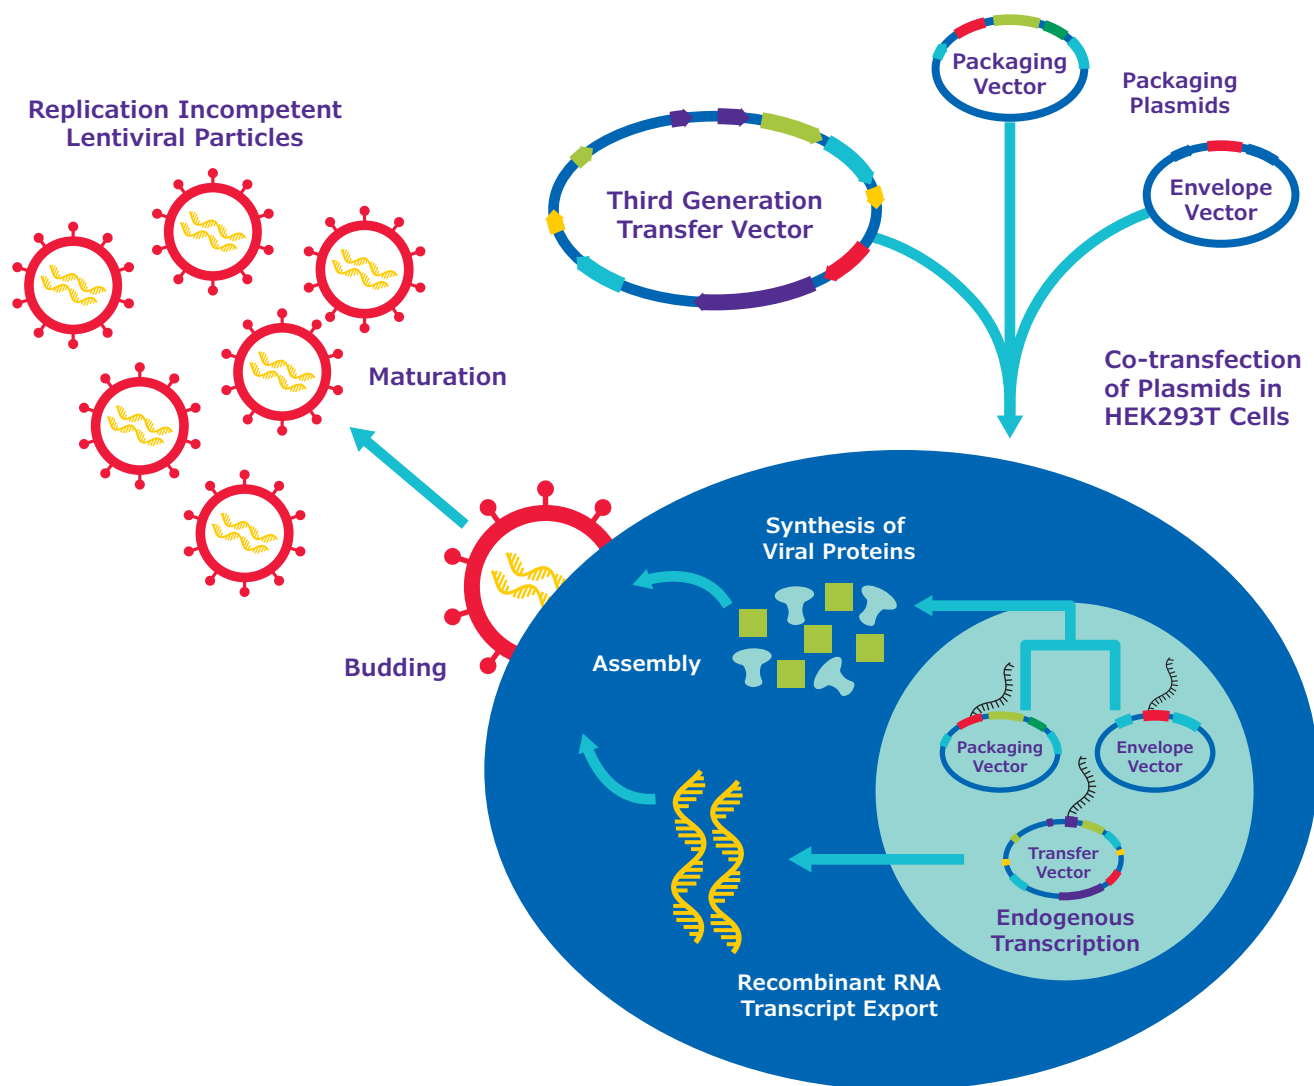 Replication Incompetent
Lentiviral Particles
Packaging
Vector
Packaging
Plasmids
Envelope
Vector
Third Generation
Transfer Vector
Maturation
Co-transfection
of Plasmids in
HEK293T Cells
Synthesis of
Viral Proteins
Budding
Assembly
Packaging
Vector
Envelope
Vector
Transfer
Vector
Endogenous
Transcription
Recombinant RNA
Transcript Export